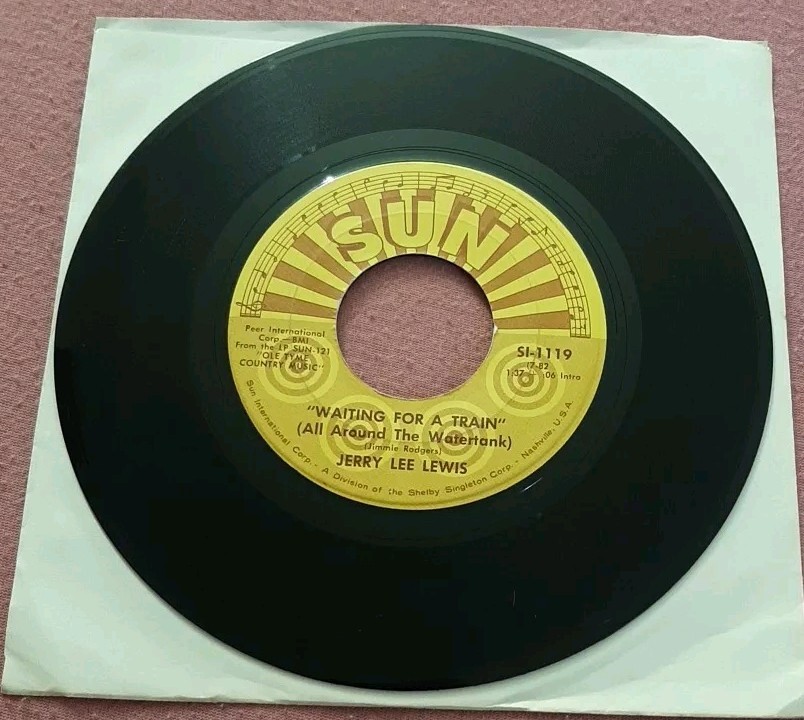 SUN
Peer International
Corp.—BMI
From the LP SUN-121
"OLE TYME
COUNTRY MUSIC"
SI-1119
(7-82
1:37 + :06 Intro
"WAITING FOR A TRAIN"
(All Around The Watertank)
(Jimmie Rodgers)
JERRY LEE LEWIS
Sun International Corp. - A Division of the Shelby Singleton Corp. - Nashville, U.S.A.